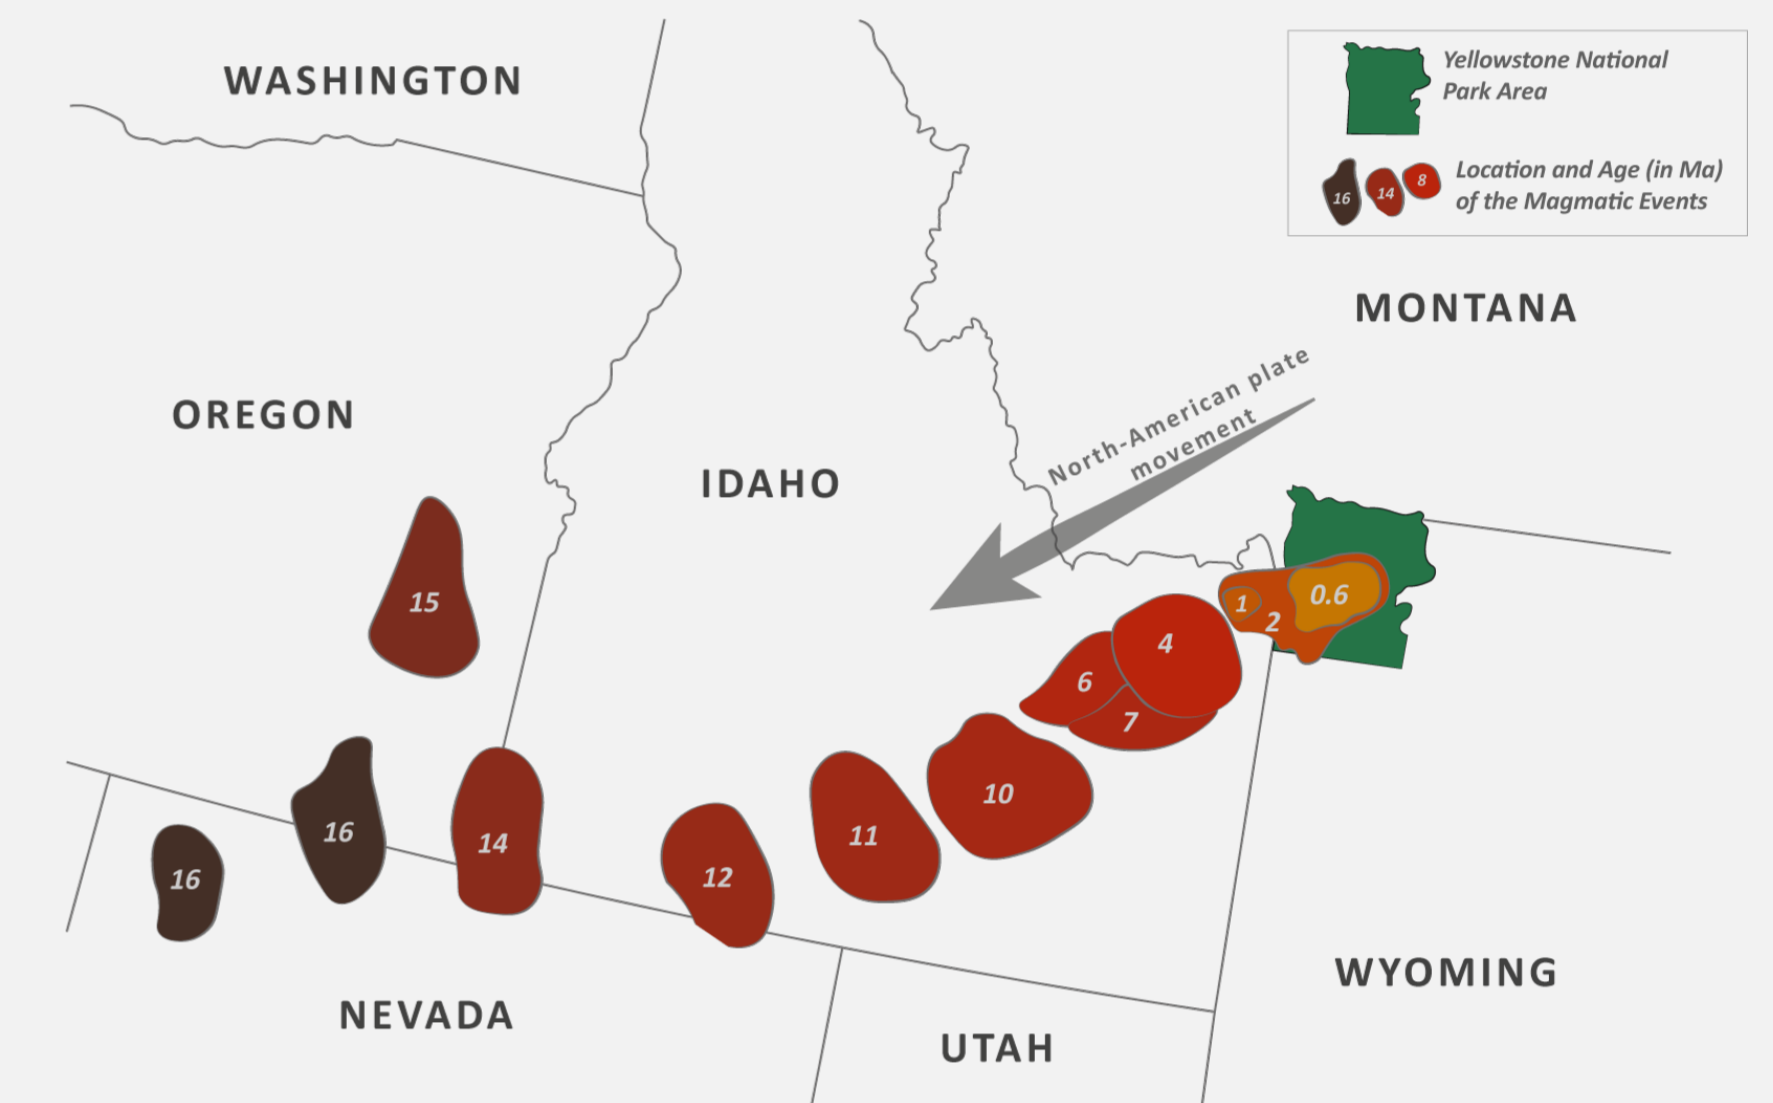 WASHINGTON
Yellowstone National
Park Area
16
14
8
Location and Age (in Ma)
of the Magmatic Events
MONTANA
OREGON
North-American plate
movement
IDAHO
15
1
2
0.6
4
6
7
10
11
12
14
16
16
NEVADA
WYOMING
UTAH